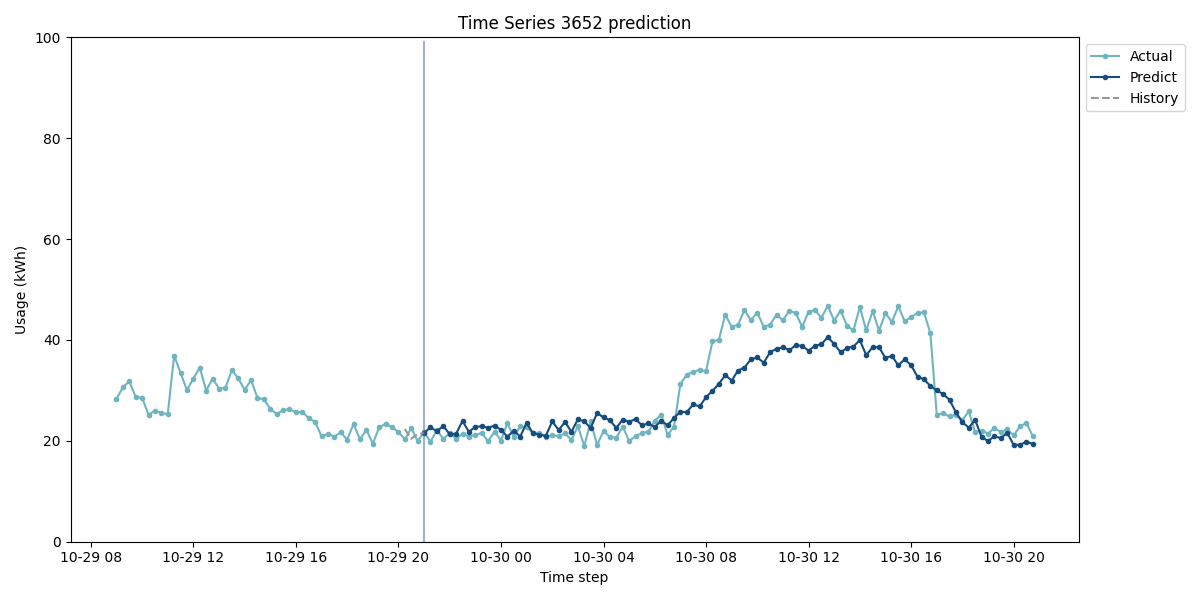 Time Series 3652 prediction
100
80
60
40
20
0
Usage (kWh)
10-29 08
10-29 12
10-29 16
10-29 20
10-30 00
10-30 04
10-30 08
10-30 12
10-30 16
10-30 20
Time step
Actual
Predict
History